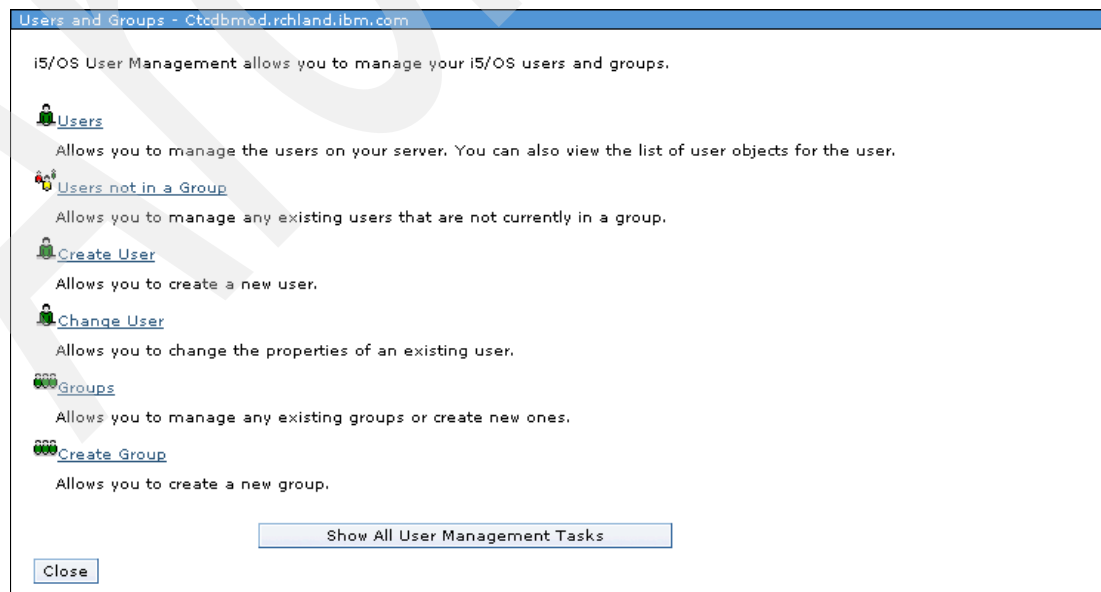 Users and Groups - Ctcdbmod.rchland.ibm.com
i5/OS User Management allows you to manage your i5/OS users and groups.
Users
Allows you to manage the users on your server. You can also view the list of user objects for the user.
Users not in a Group
Allows you to manage any existing users that are not currently in a group.
Create User
Allows you to create a new user.
Change User
Allows you to change the properties of an existing user.
Groups
Allows you to manage any existing groups or create new ones.
Create Group
Allows you to create a new group.
Show All User Management Tasks
Close